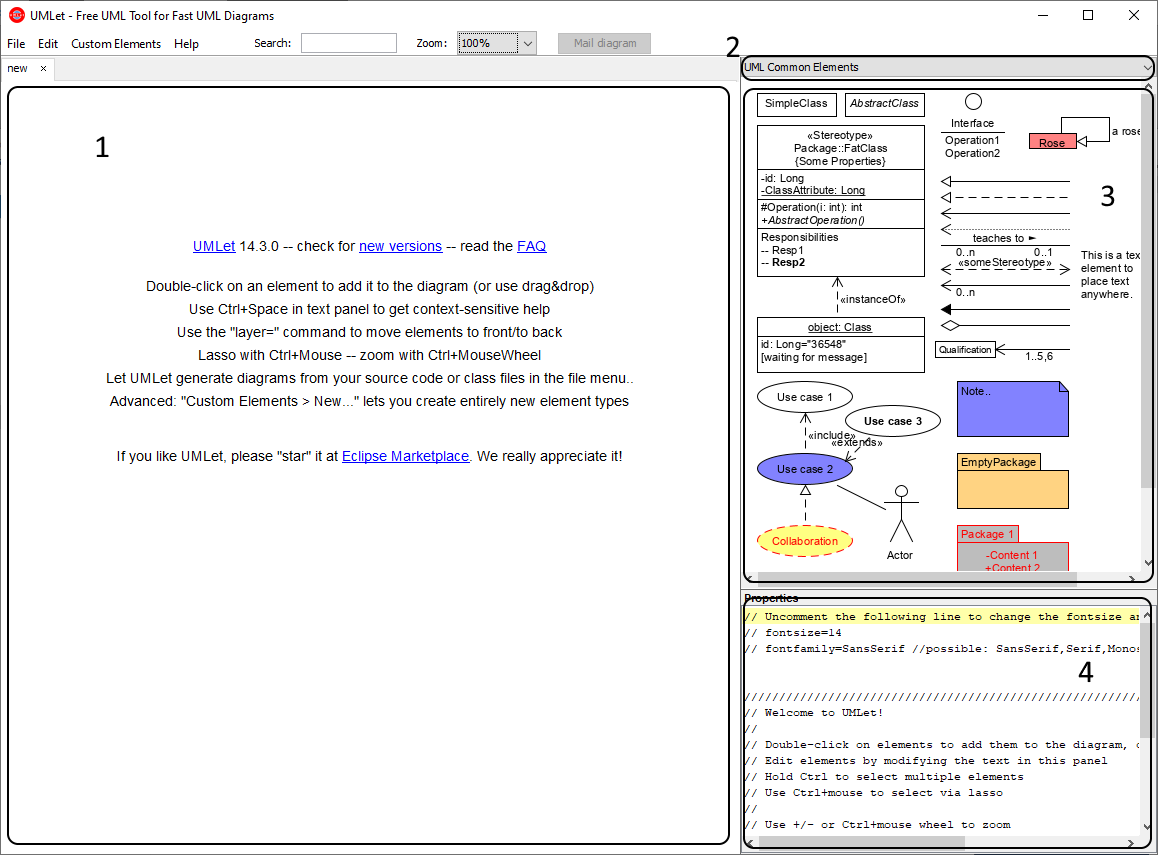 UMLet - Free UML Tool for Fast UML Diagrams
File Edit Custom Elements Help Search: Zoom: 100% Mail diagram
new ×
1
UMLet 14.3.0 -- check for new versions -- read the FAQ
Double-click on an element to add it to the diagram (or use drag&drop)
Use Ctrl+Space in text panel to get context-sensitive help
Use the "layer=" command to move elements to front/to back
Lasso with Ctrl+Mouse -- zoom with Ctrl+MouseWheel
Let UMLet generate diagrams from your source code or class files in the file menu..
Advanced: "Custom Elements > New..." lets you create entirely new element types
If you like UMLet, please "star" it at Eclipse Marketplace. We really appreciate it!
2
UML Common Elements
3
SimpleClass
AbstractClass
«Stereotype»
Package::FatClass
{Some Properties}
-id: Long
-ClassAttribute: Long
#Operation(i: int): int
+AbstractOperation()
Responsibilities
-- Resp1
-- Resp2
«instanceOf»
object: Class
id: Long="36548"
[waiting for message]
Interface
Operation1
Operation2
Rose
a rose
teaches to ►
0..n 0..1
«someStereotype»
0..n
Qualification
1..5,6
This is a tex
element to
place text
anywhere.
Use case 1
Use case 3
«include»
«extends»
Use case 2
Collaboration
Actor
Note..
EmptyPackage
Package 1
-Content 1
+Content 2
Properties
4
// Uncomment the following line to change the fontsize an
// fontsize=14
// fontfamily=SansSerif //possible: SansSerif,Serif,Monos
//////////////////////////////////////////////////////////
// Welcome to UMLet!
//
// Double-click on elements to add them to the diagram, o
// Edit elements by modifying the text in this panel
// Hold Ctrl to select multiple elements
// Use Ctrl+mouse to select via lasso
//
// Use +/- or Ctrl+mouse wheel to zoom